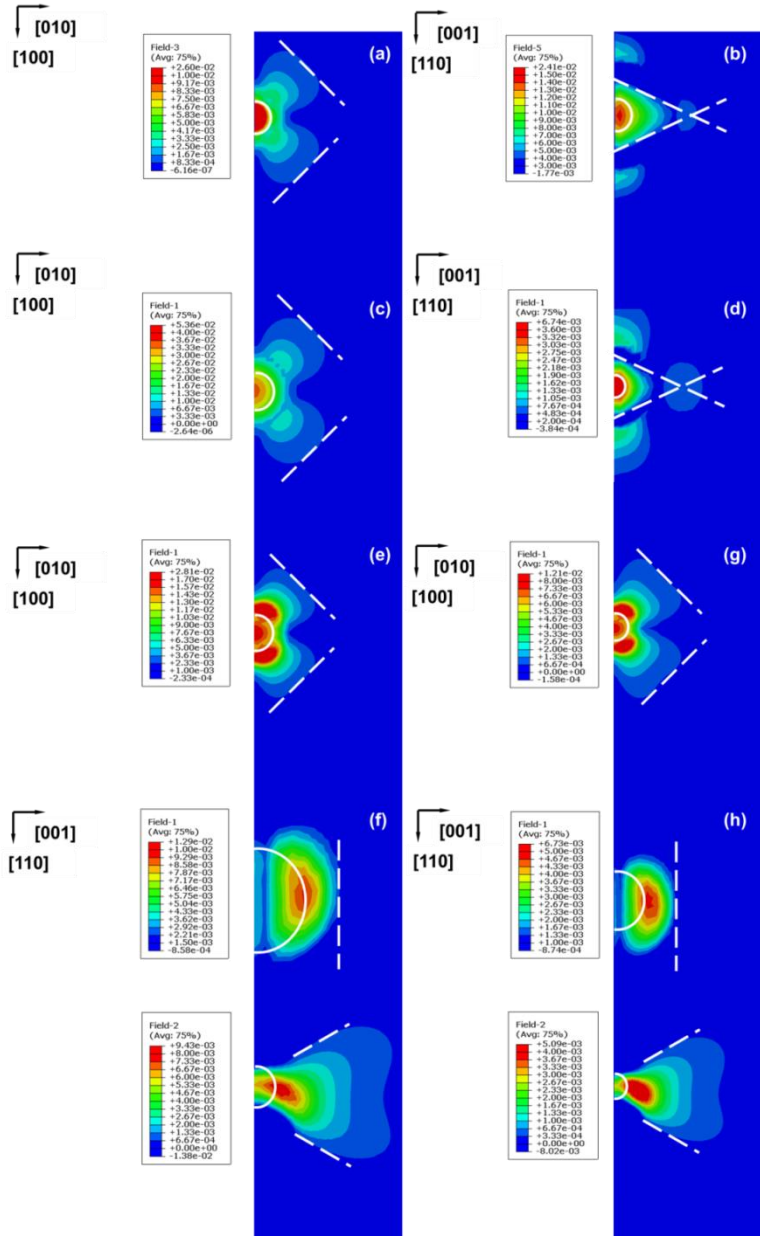 [010]
[100]
Field-3
(Avg: 75%)
+2.60e-02
+1.00e-02
+9.17e-03
+8.33e-03
+7.50e-03
+6.67e-03
+5.83e-03
+5.00e-03
+4.17e-03
+3.33e-03
+2.50e-03
+1.67e-03
+8.33e-04
-6.16e-07
(a)
[001]
[110]
Field-5
(Avg: 75%)
+2.41e-02
+1.50e-02
+1.40e-02
+1.30e-02
+1.20e-02
+1.10e-02
+9.00e-03
+8.00e-03
+7.00e-03
+6.00e-03
+5.00e-03
+4.00e-03
+3.00e-03
-1.77e-03
(b)
[010]
[100]
Field-1
(Avg: 75%)
+5.36e-02
+4.00e-02
+3.67e-02
+3.33e-02
+3.00e-02
+2.67e-02
+2.33e-02
+2.00e-02
+1.67e-02
+1.33e-02
+1.00e-02
+6.67e-03
+3.33e-03
+0.00e+00
-2.64e-06
(c)
[001]
[110]
Field-1
(Avg: 75%)
+6.74e-03
+3.60e-03
+3.32e-03
+3.03e-03
+2.75e-03
+2.47e-03
+2.18e-03
+1.90e-03
+1.62e-03
+1.33e-03
+1.05e-03
+7.67e-04
+4.83e-04
+2.00e-04
-3.84e-04
(d)
[010]
[100]
Field-1
(Avg: 75%)
+2.81e-02
+1.70e-02
+1.57e-02
+1.43e-02
+1.30e-02
+1.17e-02
+1.03e-02
+9.00e-03
+7.67e-03
+6.33e-03
+5.00e-03
+3.67e-03
+2.33e-03
+1.00e-03
-2.33e-04
(e)
[010]
[100]
Field-1
(Avg: 75%)
+1.21e-02
+8.00e-03
+7.33e-03
+6.67e-03
+6.00e-03
+5.33e-03
+4.67e-03
+4.00e-03
+3.33e-03
+2.67e-03
+2.00e-03
+1.33e-03
+6.67e-04
+0.00e+00
-1.58e-04
(g)
[001]
[110]
Field-1
(Avg: 75%)
+1.29e-02
+1.00e-02
+9.29e-03
+8.58e-03
+7.87e-03
+7.17e-03
+6.46e-03
+5.75e-03
+5.04e-03
+4.33e-03
+3.62e-03
+2.92e-03
+2.21e-03
+1.50e-03
-8.58e-04
(f)
[001]
[110]
Field-1
(Avg: 75%)
+6.73e-03
+5.00e-03
+4.67e-03
+4.33e-03
+4.00e-03
+3.67e-03
+3.33e-03
+3.00e-03
+2.67e-03
+2.33e-03
+2.00e-03
+1.67e-03
+1.33e-03
+1.00e-03
-8.74e-04
(h)
Field-2
(Avg: 75%)
+9.43e-03
+8.00e-03
+7.33e-03
+6.67e-03
+6.00e-03
+5.33e-03
+4.67e-03
+4.00e-03
+3.33e-03
+2.67e-03
+2.00e-03
+1.33e-03
+6.67e-04
+0.00e+00
-1.38e-02
Field-2
(Avg: 75%)
+5.09e-03
+4.00e-03
+3.67e-03
+3.33e-03
+3.00e-03
+2.67e-03
+2.33e-03
+2.00e-03
+1.67e-03
+1.33e-03
+1.00e-03
+6.67e-04
+3.33e-04
+0.00e+00
-8.02e-03